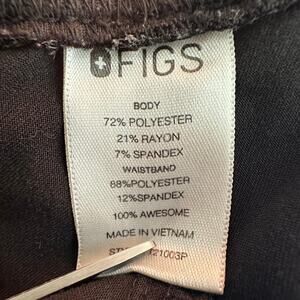 FIGS
BODY
72% POLYESTER
21% RAYON
7% SPANDEX
WAISTBAND
88%POLYESTER
12%SPANDEX
100% AWESOME
MADE IN VIETNAM